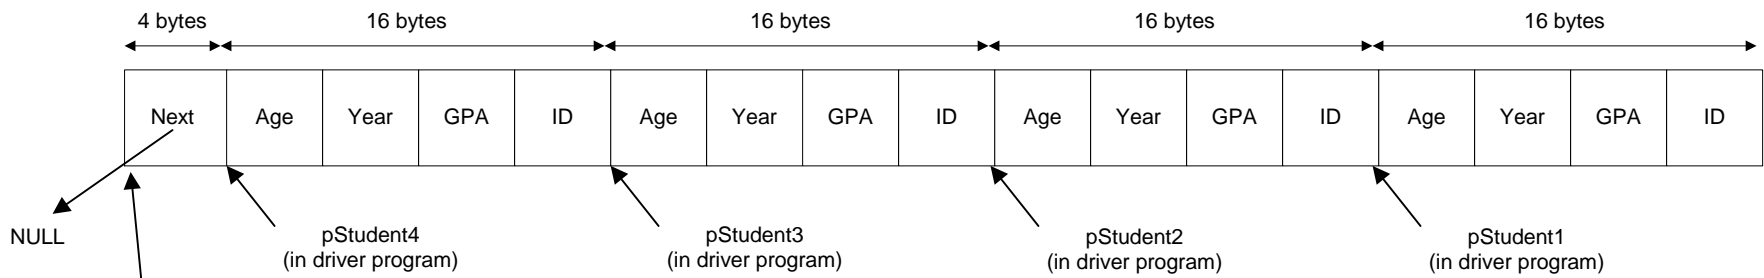 4 bytes 16 bytes 16 bytes 16 bytes 16 bytes
Next Age Year GPA ID Age Year GPA ID Age Year GPA ID Age Year GPA ID
NULL
pStudent4
(in driver program)
pStudent3
(in driver program)
pStudent2
(in driver program)
pStudent1
(in driver program)